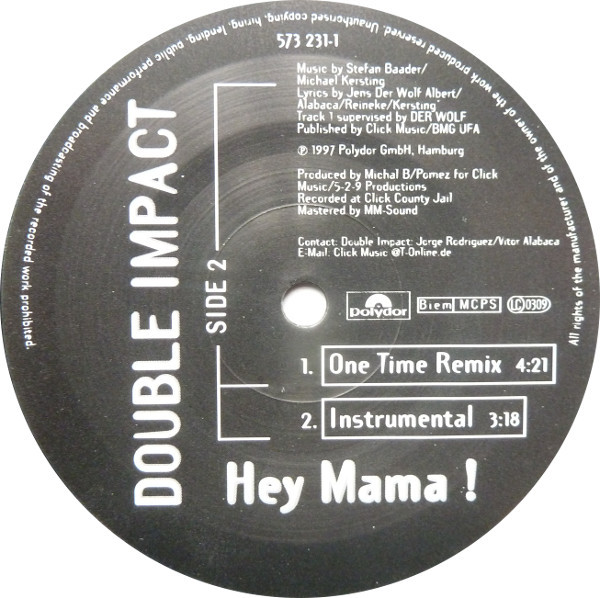 All rights of the manufacturer and of the owner of the work produced reserved. Unauthorised copying, hiring, lending, public performance and broadcasting of the recorded work prohibited.
573 231-1
Music by Stefan Baader/
Michael Kersting
Lyrics by Jens Der Wolf Albert/
Alabaca/Reineke/Kersting
Track 1 supervised by DER WOLF
Published by Click Music/BMG UFA
℗ 1997 Polydor GmbH, Hamburg
Produced by Michal B/Pomez for Click
Music/5-2-9 Productions
Recorded at Click County Jail
Mastered by MM-Sound
Contact: Double Impact: Jorge Rodriguez/Vitor Alabaca
E-Mail: Click Music @T-Online.de
DOUBLE IMPACT
SIDE 2
polydor Biem MCPS LC 0309
1. One Time Remix 4:21
2. Instrumental 3:18
Hey Mama !